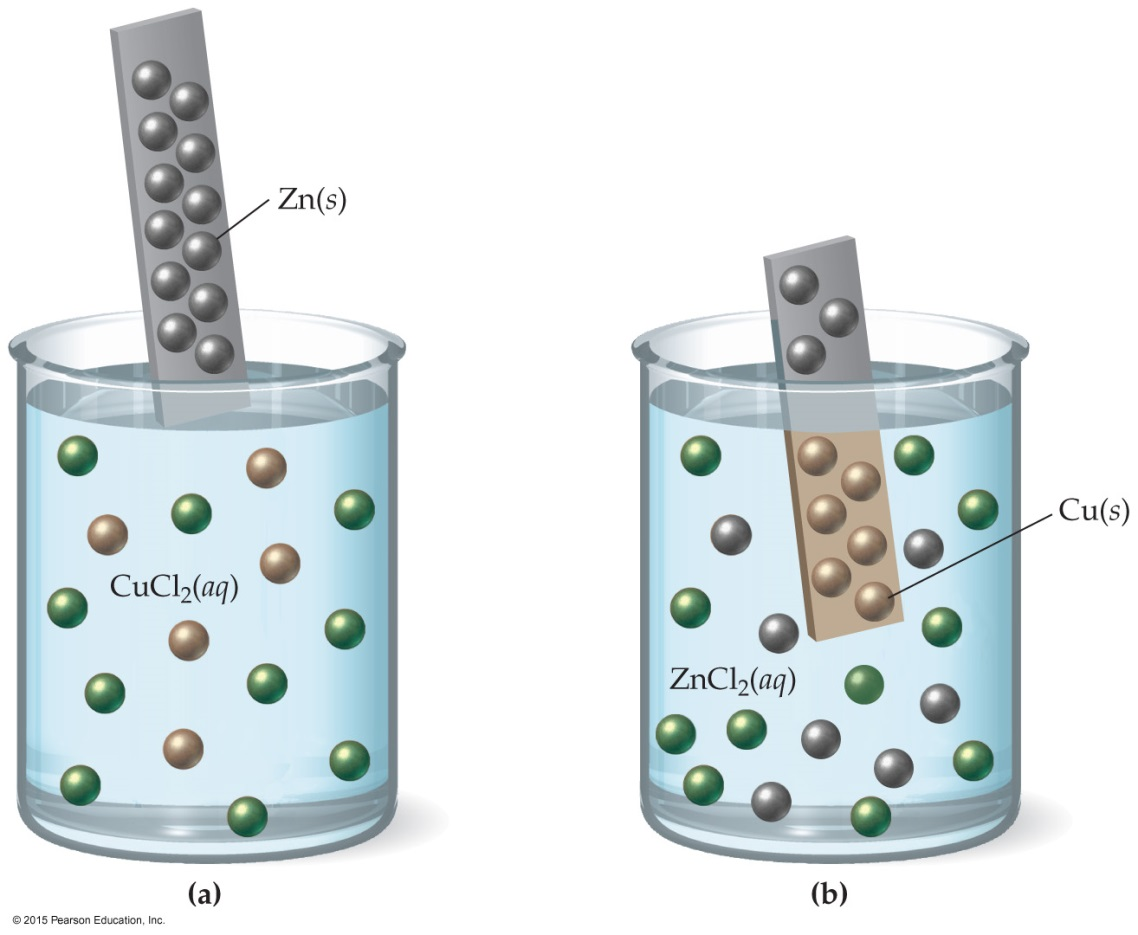 Zn(s)
CuCl₂(aq)
Cu(s)
ZnCl₂(aq)
(a)
(b)
© 2015 Pearson Education, Inc.